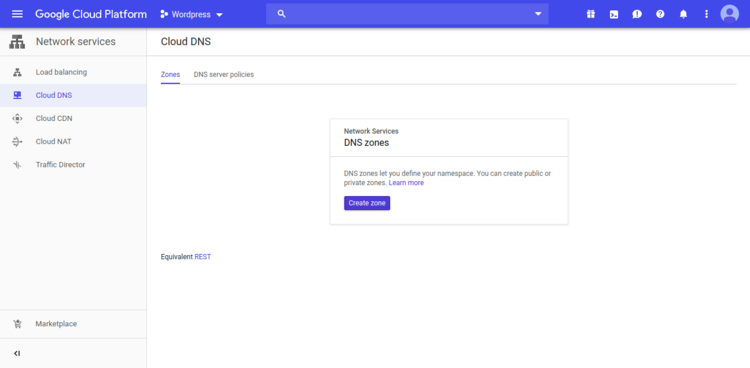 Google Cloud Platform
Wordpress
Network services
Cloud DNS
Load balancing
Cloud DNS
Cloud CDN
Cloud NAT
Traffic Director
Zones
DNS server policies
Network Services
DNS zones
DNS zones let you define your namespace. You can create public or
private zones. Learn more
Create zone
Equivalent REST
Marketplace